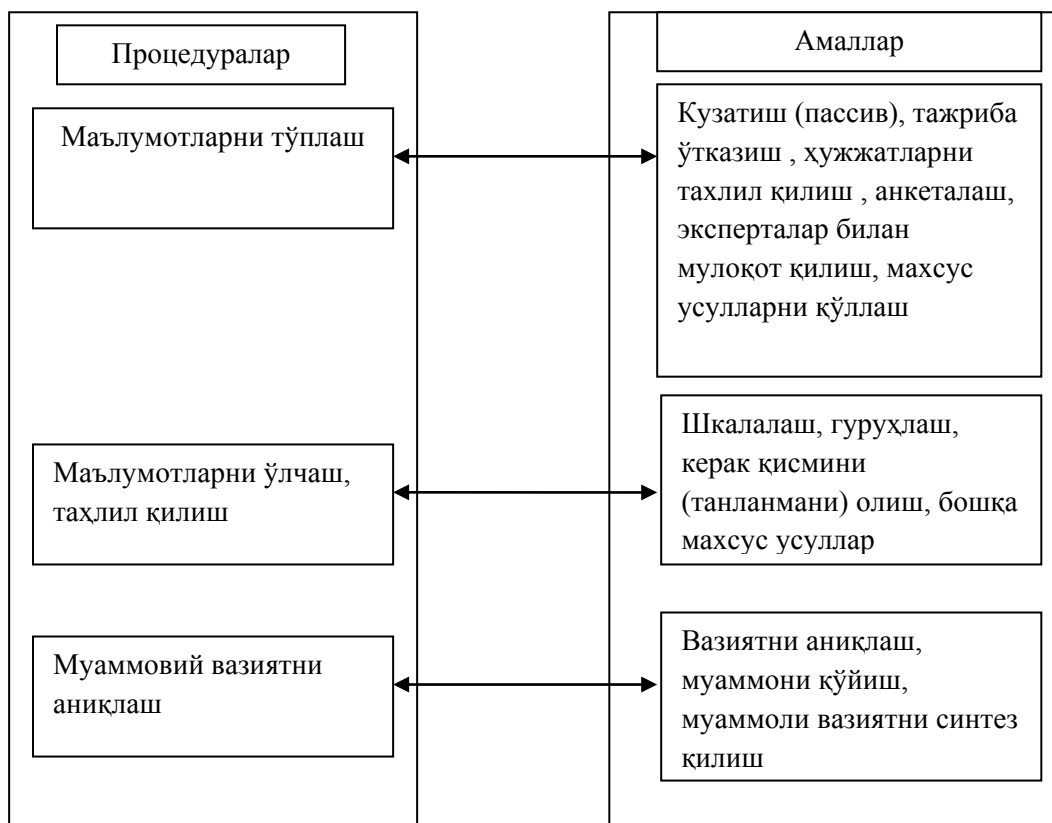 Процедуралар
Амаллар
Маълумотларни тўплаш
Кузатиш (пассив), тажриба
ўтказиш , ҳужжатларни
тахлил қилиш , анкеталаш,
эксперталар билан
мулоқот қилиш, махсус
усулларни қўллаш
Маълумотларни ўлчаш,
таҳлил қилиш
Шкалалаш, гуруҳлаш,
керак қисмини
(танланмани) олиш, бошқа
махсус усуллар
Муаммовий вазиятни
аниқлаш
Вазиятни аниқлаш,
муаммони қўйиш,
муаммоли вазиятни синтез
қилиш